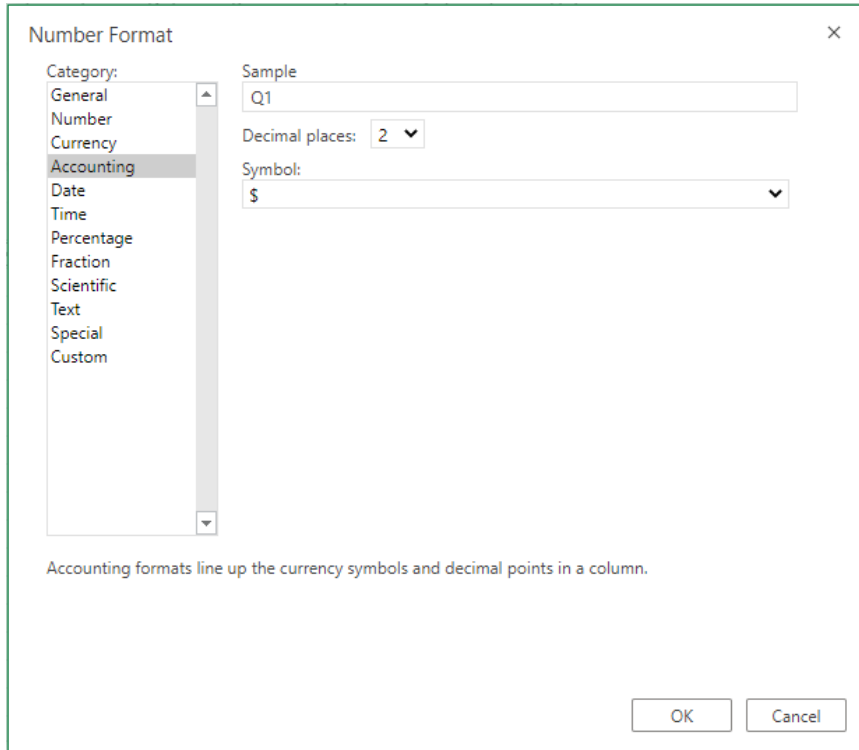 Number Format
Category:
General
Number
Currency
Accounting
Date
Time
Percentage
Fraction
Scientific
Text
Special
Custom
Sample
Q1
Decimal places: 2
Symbol:
$
Accounting formats line up the currency symbols and decimal points in a column.
OK
Cancel